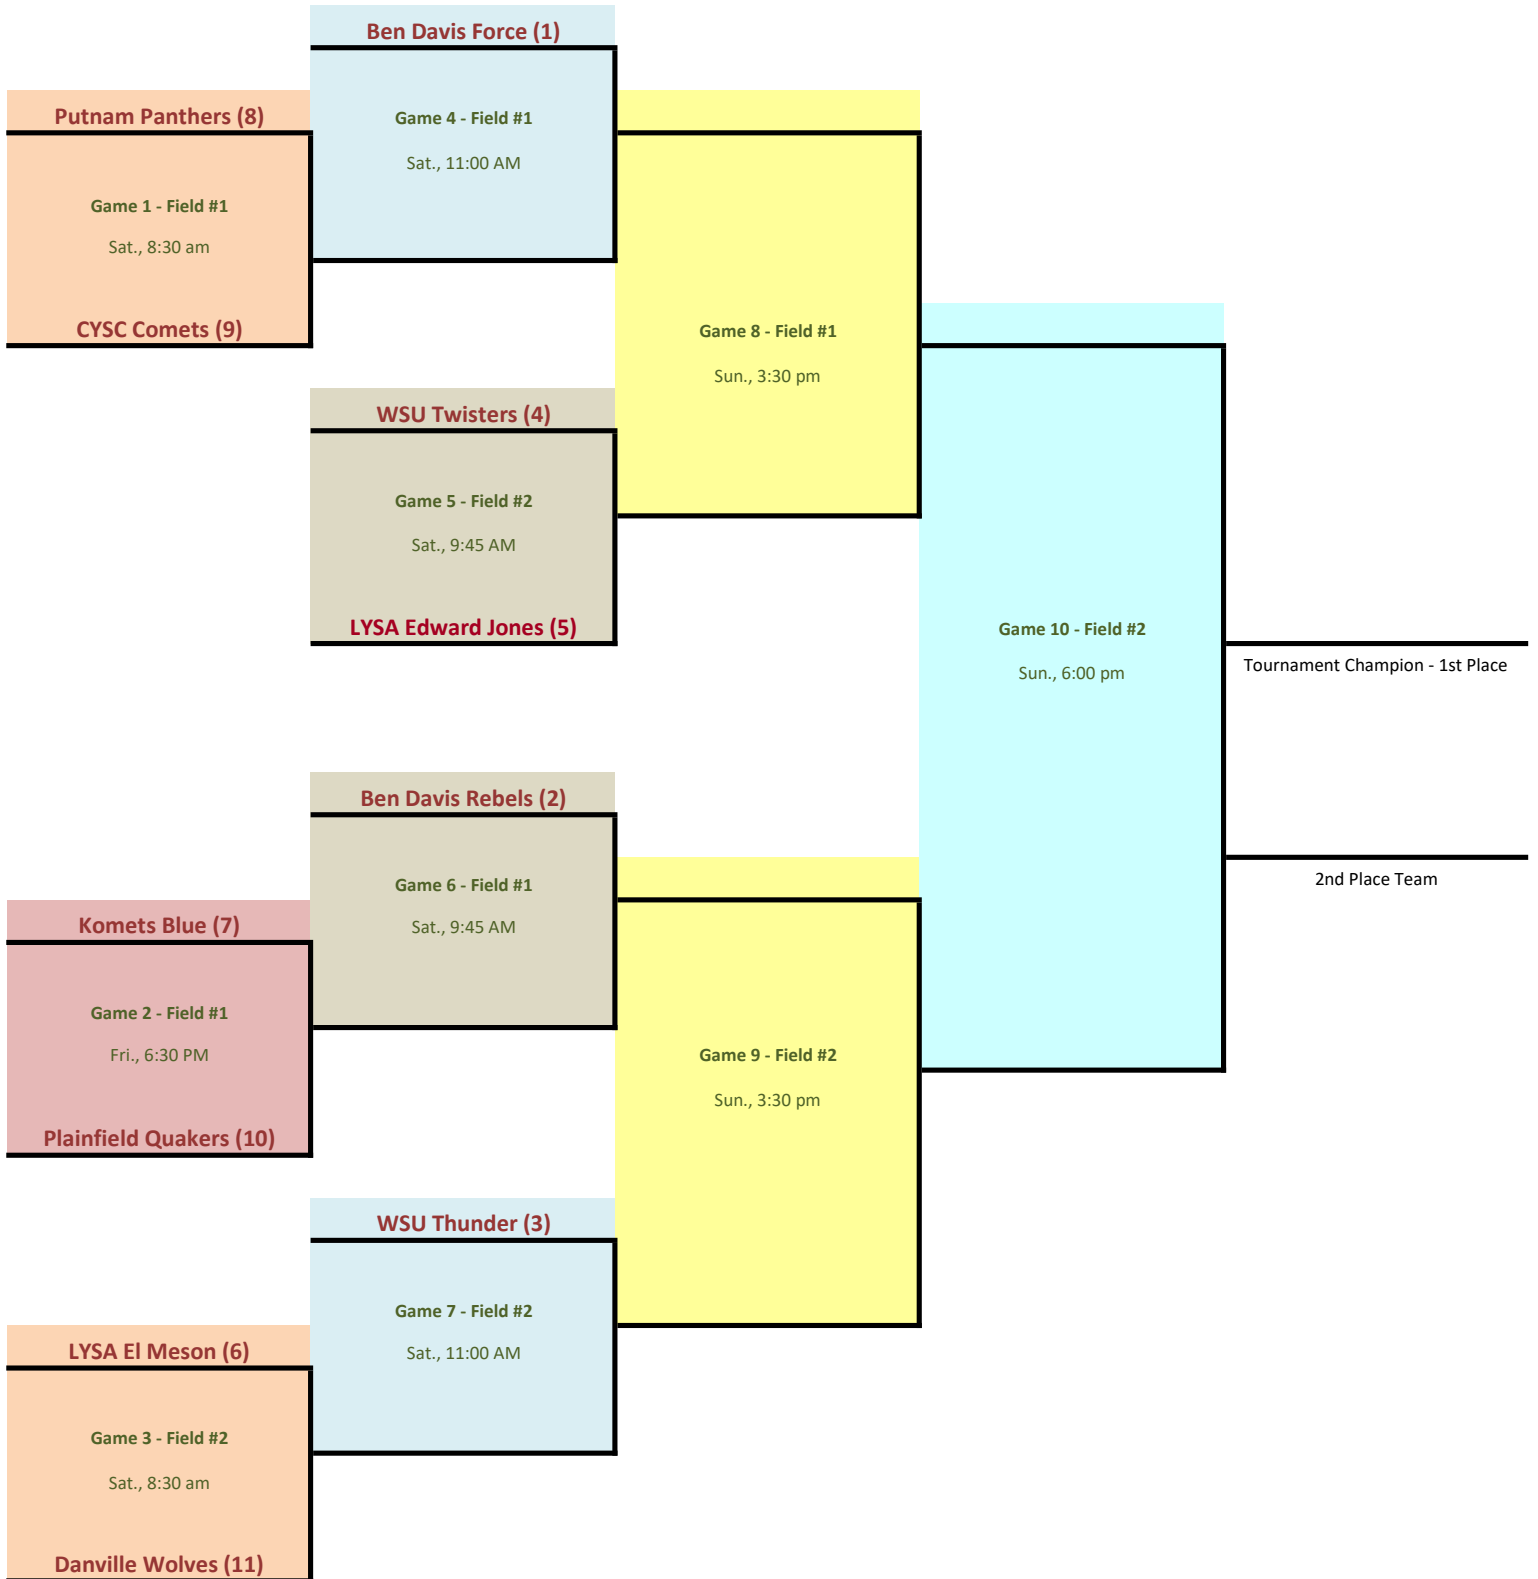 Ben Davis Force (1)
Putnam Panthers (8)
Game 4 - Field #1
Sat., 11:00 AM
Game 1 - Field #1
Sat., 8:30 am
CYSC Comets (9)
Game 8 - Field #1
Sun., 3:30 pm
WSU Twisters (4)
Game 5 - Field #2
Sat., 9:45 AM
LYSA Edward Jones (5)
Game 10 - Field #2
Sun., 6:00 pm
Tournament Champion - 1st Place
Ben Davis Rebels (2)
Game 6 - Field #1
Sat., 9:45 AM
2nd Place Team
Komets Blue (7)
Game 2 - Field #1
Fri., 6:30 PM
Game 9 - Field #2
Sun., 3:30 pm
Plainfield Quakers (10)
WSU Thunder (3)
Game 7 - Field #2
Sat., 11:00 AM
LYSA El Meson (6)
Game 3 - Field #2
Sat., 8:30 am
Danville Wolves (11)